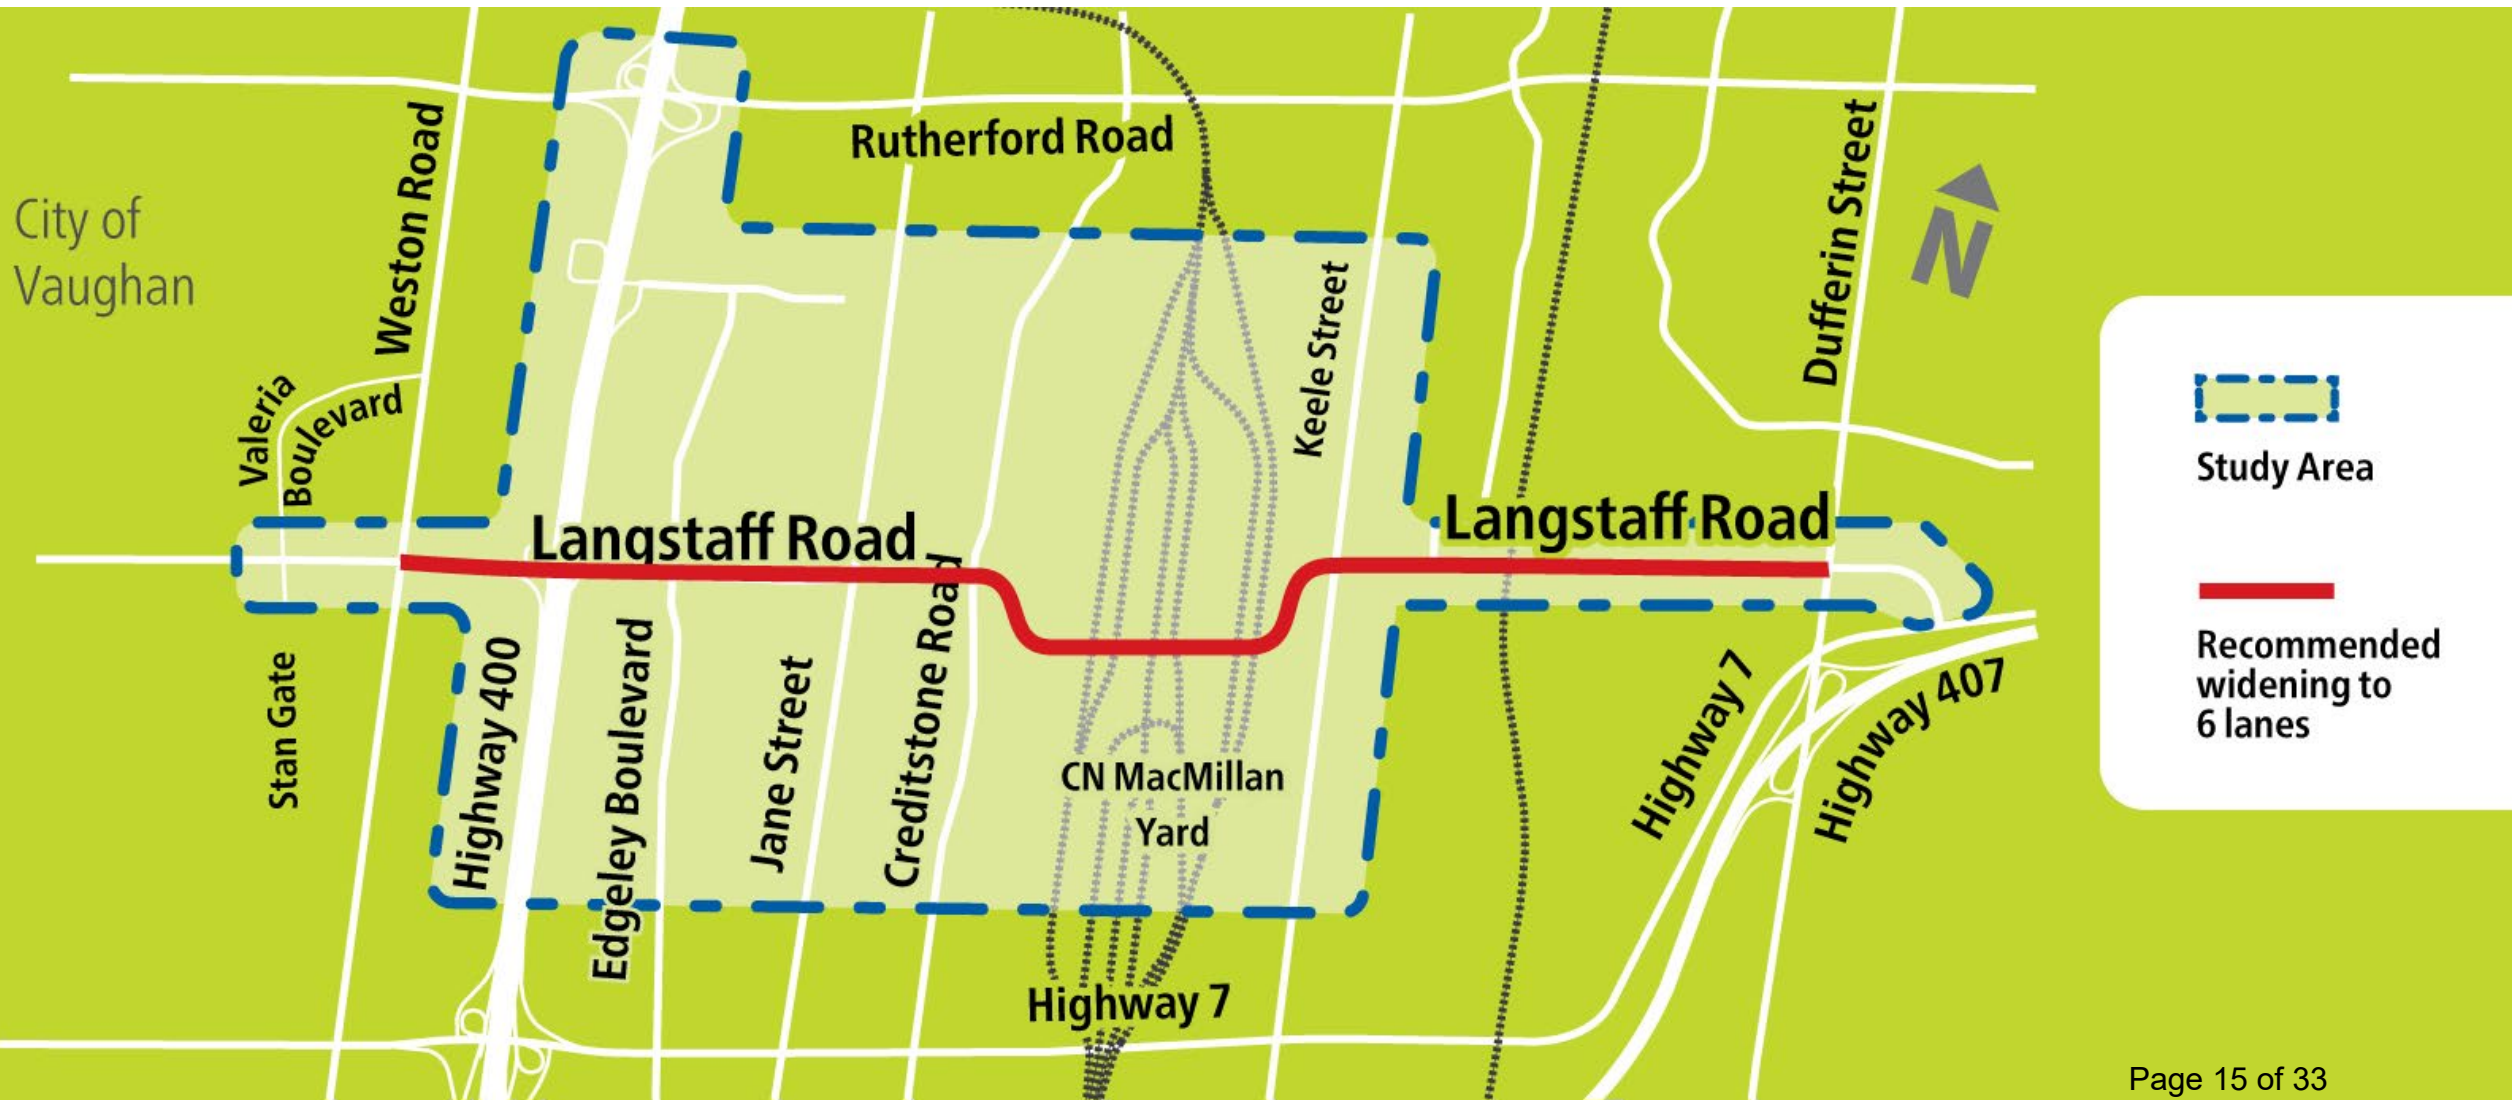 Rutherford Road
City of
Vaughan
Weston Road
Dufferin Street
N
Keele Street
Valeria
Boulevard
Study Area
Langstaff Road
Langstaff Road
Recommended
widening to
6 lanes
Stan Gate
Highway 400
Edgeley Boulevard
Jane Street
Creditstone Road
CN MacMillan
Yard
Highway 7
Highway 407
Highway 7
Page 15 of 33